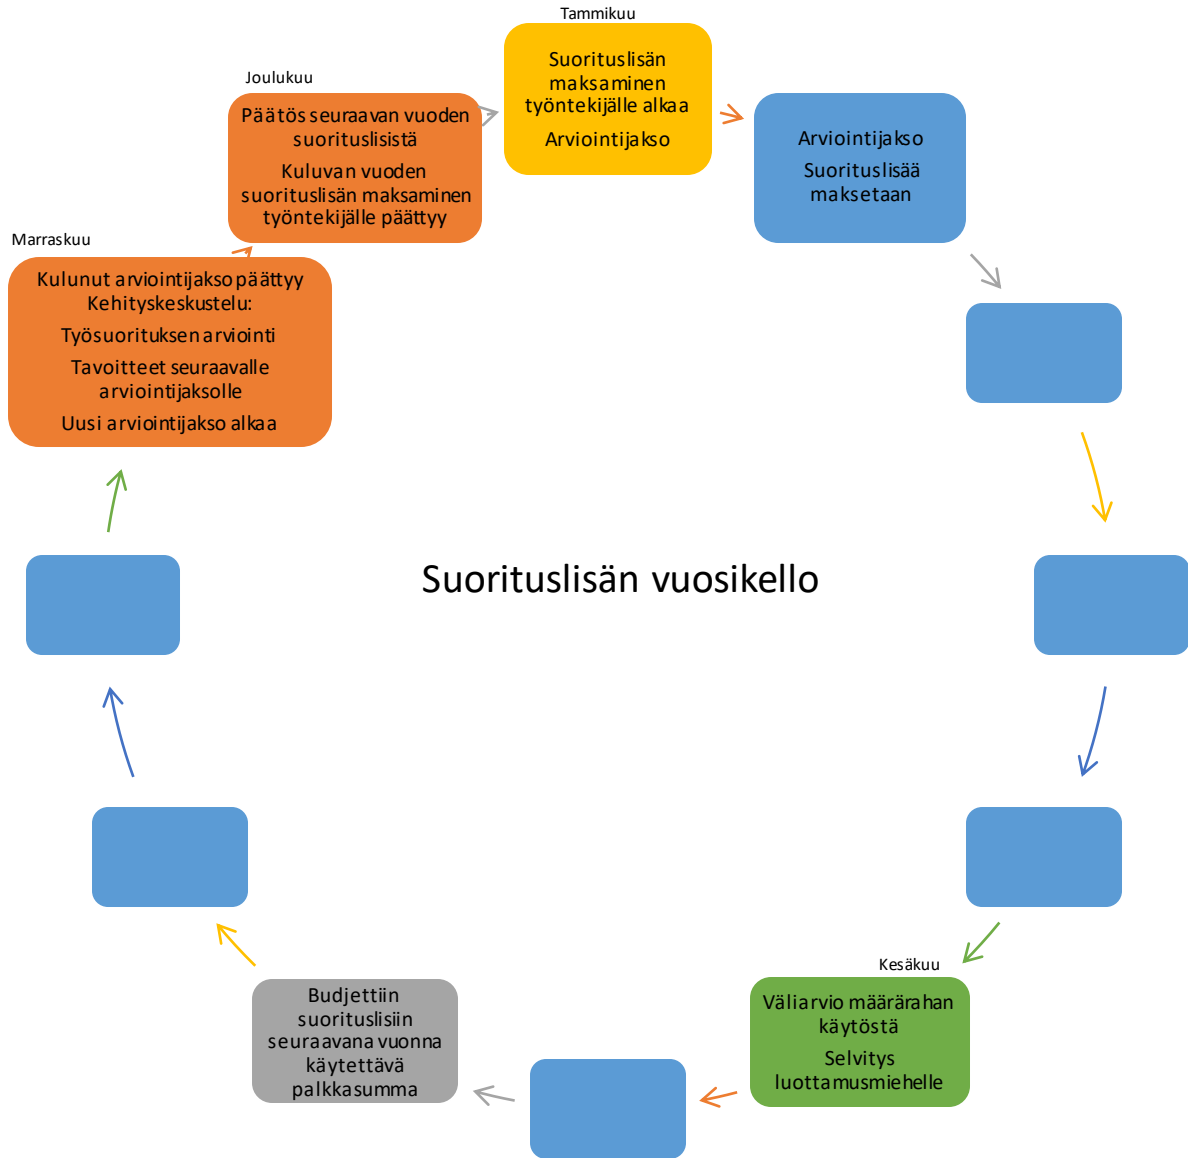 Tammikuu
Suorituslisän
maksaminen
työntekijälle alkaa
Arviointijakso
Arviointijakso
Suorituslisää
maksetaan
Joulukuu
Päätös seuraavan vuoden
suorituslisistä
Kuluvan vuoden
suorituslisän maksaminen
työntekijälle päättyy
Marraskuu
Kulunut arviointijakso päättyy
Kehityskeskustelu:
Työsuorituksen arviointi
Tavoitteet seuraavalle
arviointijaksolle
Uusi arviointijakso alkaa
Suorituslisän vuosikello
Kesäkuu
Väliarvio määrärahan
käytöstä
Selvitys
luottamusmiehelle
Budjettiin
suorituslisiin
seuraavana vuonna
käytettävä
palkkasumma